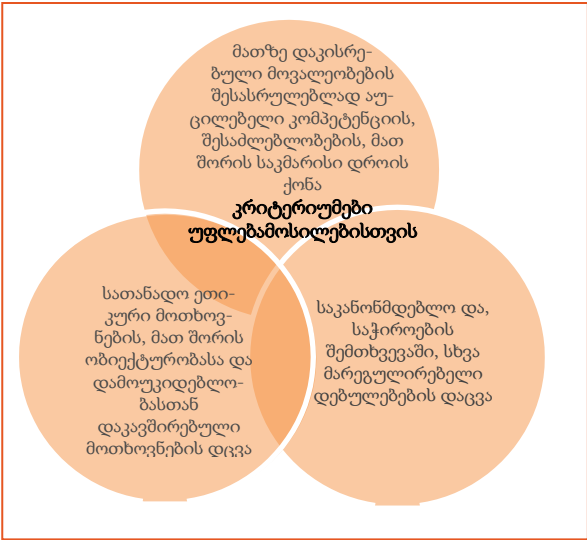 მათზე დაკისრე-
ბული მოვალეობების
შესასრულებლად აუ-
ცილებელი კომპეტენციის,
შესაძლებლობების, მათ
შორის საკმარისი დროის
ქონა
კრიტერიუმები
უფლებამოსილებისთვის
სათანადო ეთი-
კური მოთხოვ-
ნების, მათ შორის
ობიექტურობასა და
დამოუკიდებლო-
ბასთან
დაკავშირებული
მოთხოვნების დცვა
საკანონმდებლო და,
საჭიროების
შემთხვევაში, სხვა
მარეგულირებელი
დებულებების დაცვა